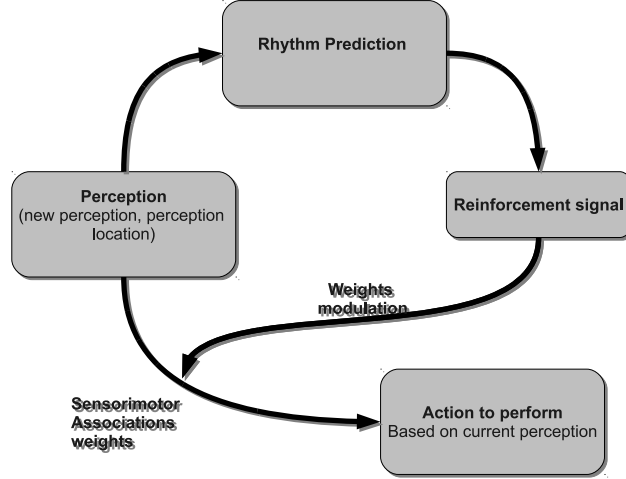 Rhythm Prediction
Perception
(new perception, perception
location)
Reinforcement signal
Weights
modulation
Sensorimotor
Associations
weights
Action to perform
Based on current perception